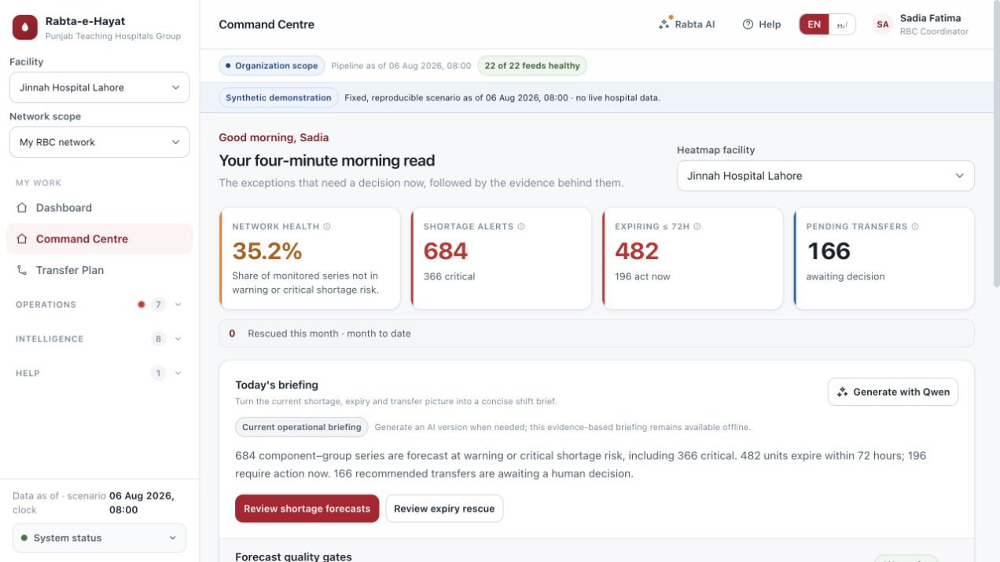 Rabta-e-Hayat
Punjab Teaching Hospitals Group
Facility
Jinnah Hospital Lahore
Network scope
My RBC network
MY WORK
Dashboard
Command Centre
Transfer Plan
OPERATIONS 7
INTELLIGENCE 8
HELP 1
Data as of · scenario clock 06 Aug 2026, 08:00
System status
Command Centre
Rabta AI
Help
EN اردو
SA
Sadia Fatima
RBC Coordinator
Organization scope Pipeline as of 06 Aug 2026, 08:00 22 of 22 feeds healthy
Synthetic demonstration Fixed, reproducible scenario as of 06 Aug 2026, 08:00 · no live hospital data.
Good morning, Sadia
Your four-minute morning read
The exceptions that need a decision now, followed by the evidence behind them.
Heatmap facility
Jinnah Hospital Lahore
NETWORK HEALTH
35.2%
Share of monitored series not in
warning or critical shortage risk.
SHORTAGE ALERTS
684
366 critical
EXPIRING ≤ 72H
482
196 act now
PENDING TRANSFERS
166
awaiting decision
0 Rescued this month · month to date
Today's briefing
Turn the current shortage, expiry and transfer picture into a concise shift brief.
Generate with Qwen
Current operational briefing Generate an AI version when needed; this evidence-based briefing remains available offline.
684 component–group series are forecast at warning or critical shortage risk, including 366 critical. 482 units expire within 72 hours; 196
require action now. 166 recommended transfers are awaiting a human decision.
Review shortage forecasts
Review expiry rescue
Forecast quality gates